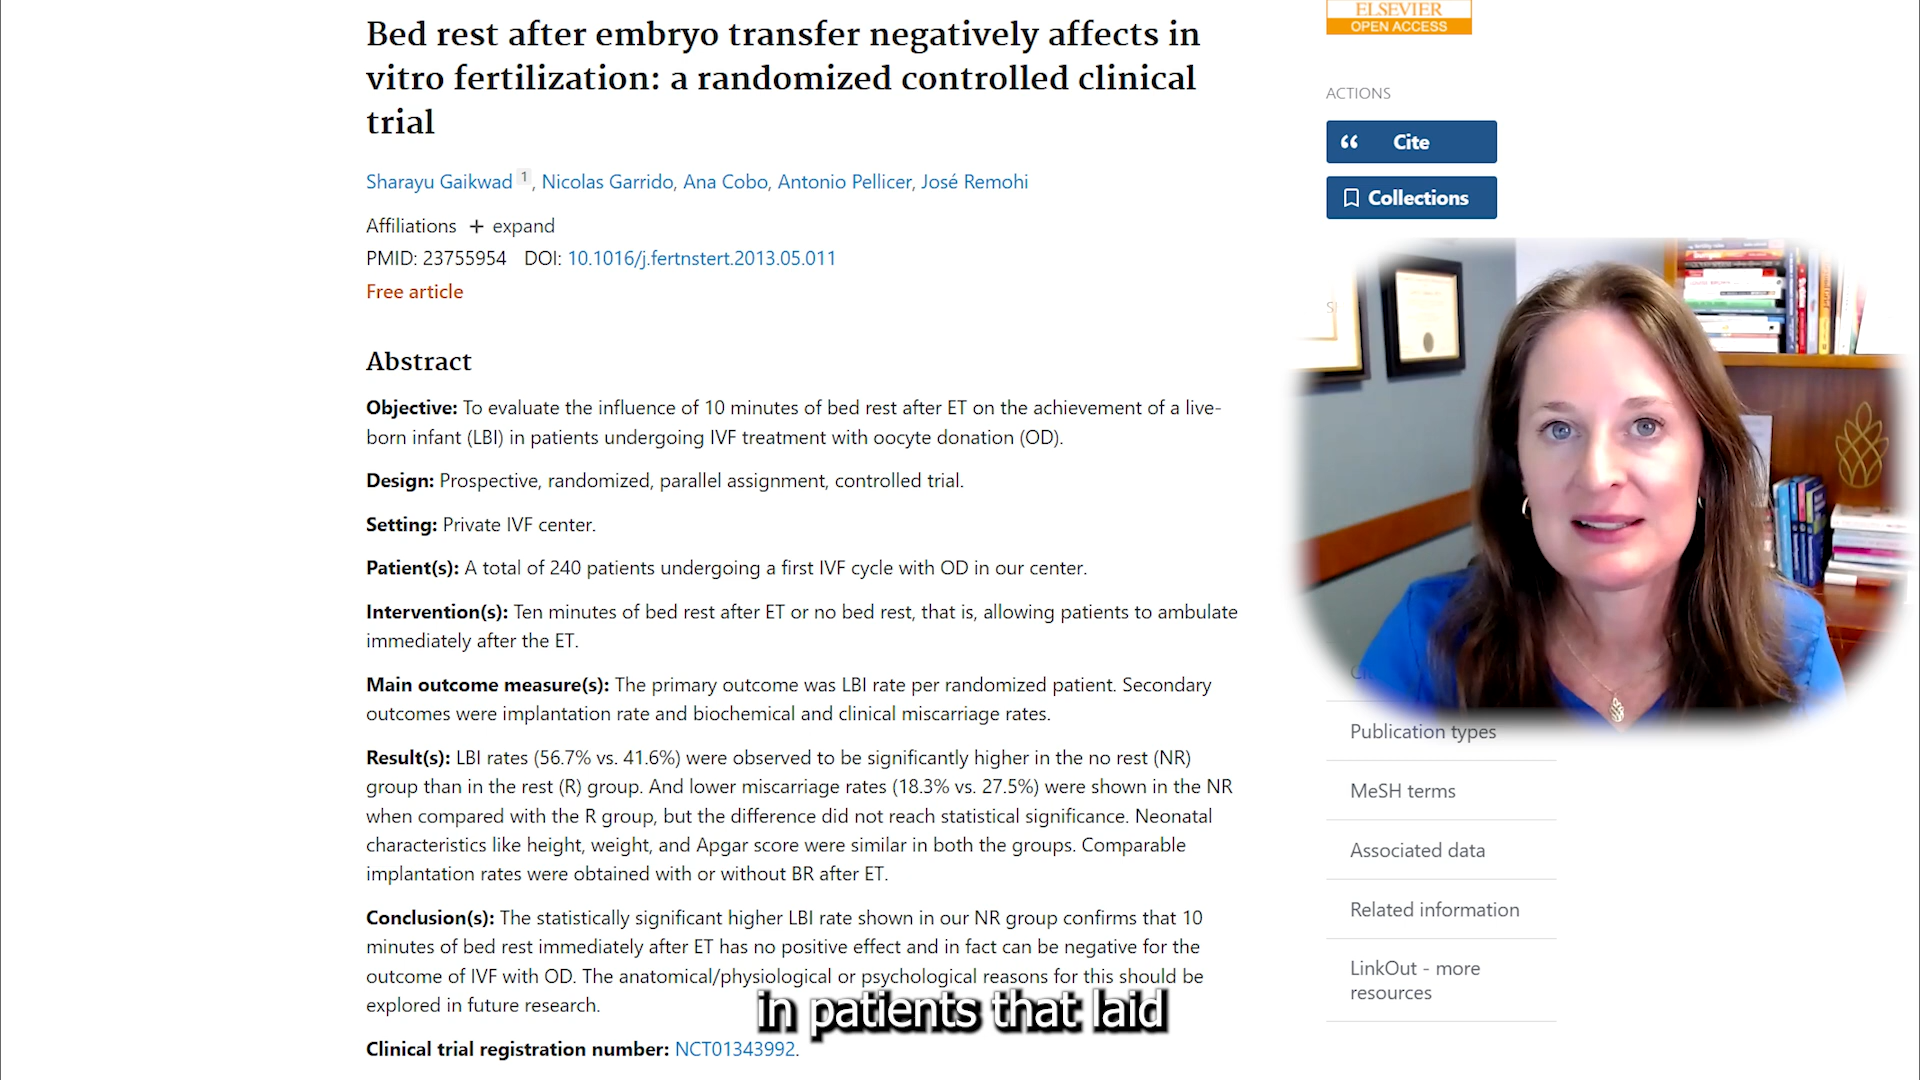 Bed rest after embryo transfer negatively affects in
vitro fertilization: a randomized controlled clinical
trial
Sharayu Gaikwad 1, Nicolas Garrido, Ana Cobo, Antonio Pellicer, José Remohi
Affiliations + expand
PMID: 23755954 DOI: 10.1016/j.fertnstert.2013.05.011
Free article
Abstract
Objective: To evaluate the influence of 10 minutes of bed rest after ET on the achievement of a live-
born infant (LBI) in patients undergoing IVF treatment with oocyte donation (OD).
Design: Prospective, randomized, parallel assignment, controlled trial.
Setting: Private IVF center.
Patient(s): A total of 240 patients undergoing a first IVF cycle with OD in our center.
Intervention(s): Ten minutes of bed rest after ET or no bed rest, that is, allowing patients to ambulate
immediately after the ET.
Main outcome measure(s): The primary outcome was LBI rate per randomized patient. Secondary
outcomes were implantation rate and biochemical and clinical miscarriage rates.
Result(s): LBI rates (56.7% vs. 41.6%) were observed to be significantly higher in the no rest (NR)
group than in the rest (R) group. And lower miscarriage rates (18.3% vs. 27.5%) were shown in the NR
when compared with the R group, but the difference did not reach statistical significance. Neonatal
characteristics like height, weight, and Apgar score were similar in both the groups. Comparable
implantation rates were obtained with or without BR after ET.
Conclusion(s): The statistically significant higher LBI rate shown in our NR group confirms that 10
minutes of bed rest immediately after ET has no positive effect and in fact can be negative for the
outcome of IVF with OD. The anatomical/physiological or psychological reasons for this should be
explored in future research.
in patients that laid
Clinical trial registration number: NCT01343992.
ELSEVIER
OPEN ACCESS
ACTIONS
Cite
Collections
Publication types
MeSH terms
Associated data
Related information
LinkOut - more
resources